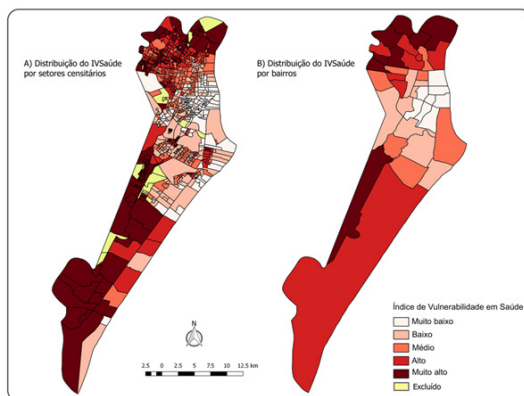 A) Distribuição do IVSaúde
por setores censitários
B) Distribuição do IVSaúde
por bairros
Índice de Vulnerabilidade em Saúde
Muito baixo
Baixo
Médio
Alto
Muito alto
Excluído
N
2.5 0 2.5 5 7.5 10 12.5 km